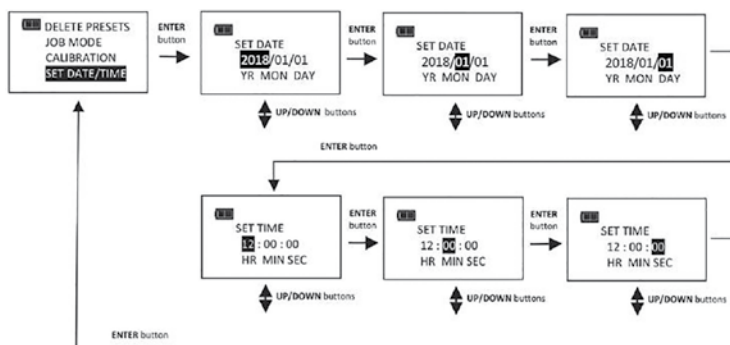 DELETE PRESETS
JOB MODE
CALIBRATION
SET DATE/TIME
ENTER
button
SET DATE
2018/01/01
YR MON DAY
UP/DOWN buttons
ENTER
button
SET DATE
2018/01/01
YR MON DAY
UP/DOWN buttons
ENTER
button
SET DATE
2018/01/01
YR MON DAY
UP/DOWN buttons
ENTER button
SET TIME
12 : 00 : 00
HR MIN SEC
UP/DOWN buttons
ENTER
button
SET TIME
12 : 00 : 00
HR MIN SEC
UP/DOWN buttons
ENTER
button
SET TIME
12 : 00 : 00
HR MIN SEC
UP/DOWN buttons
ENTER button